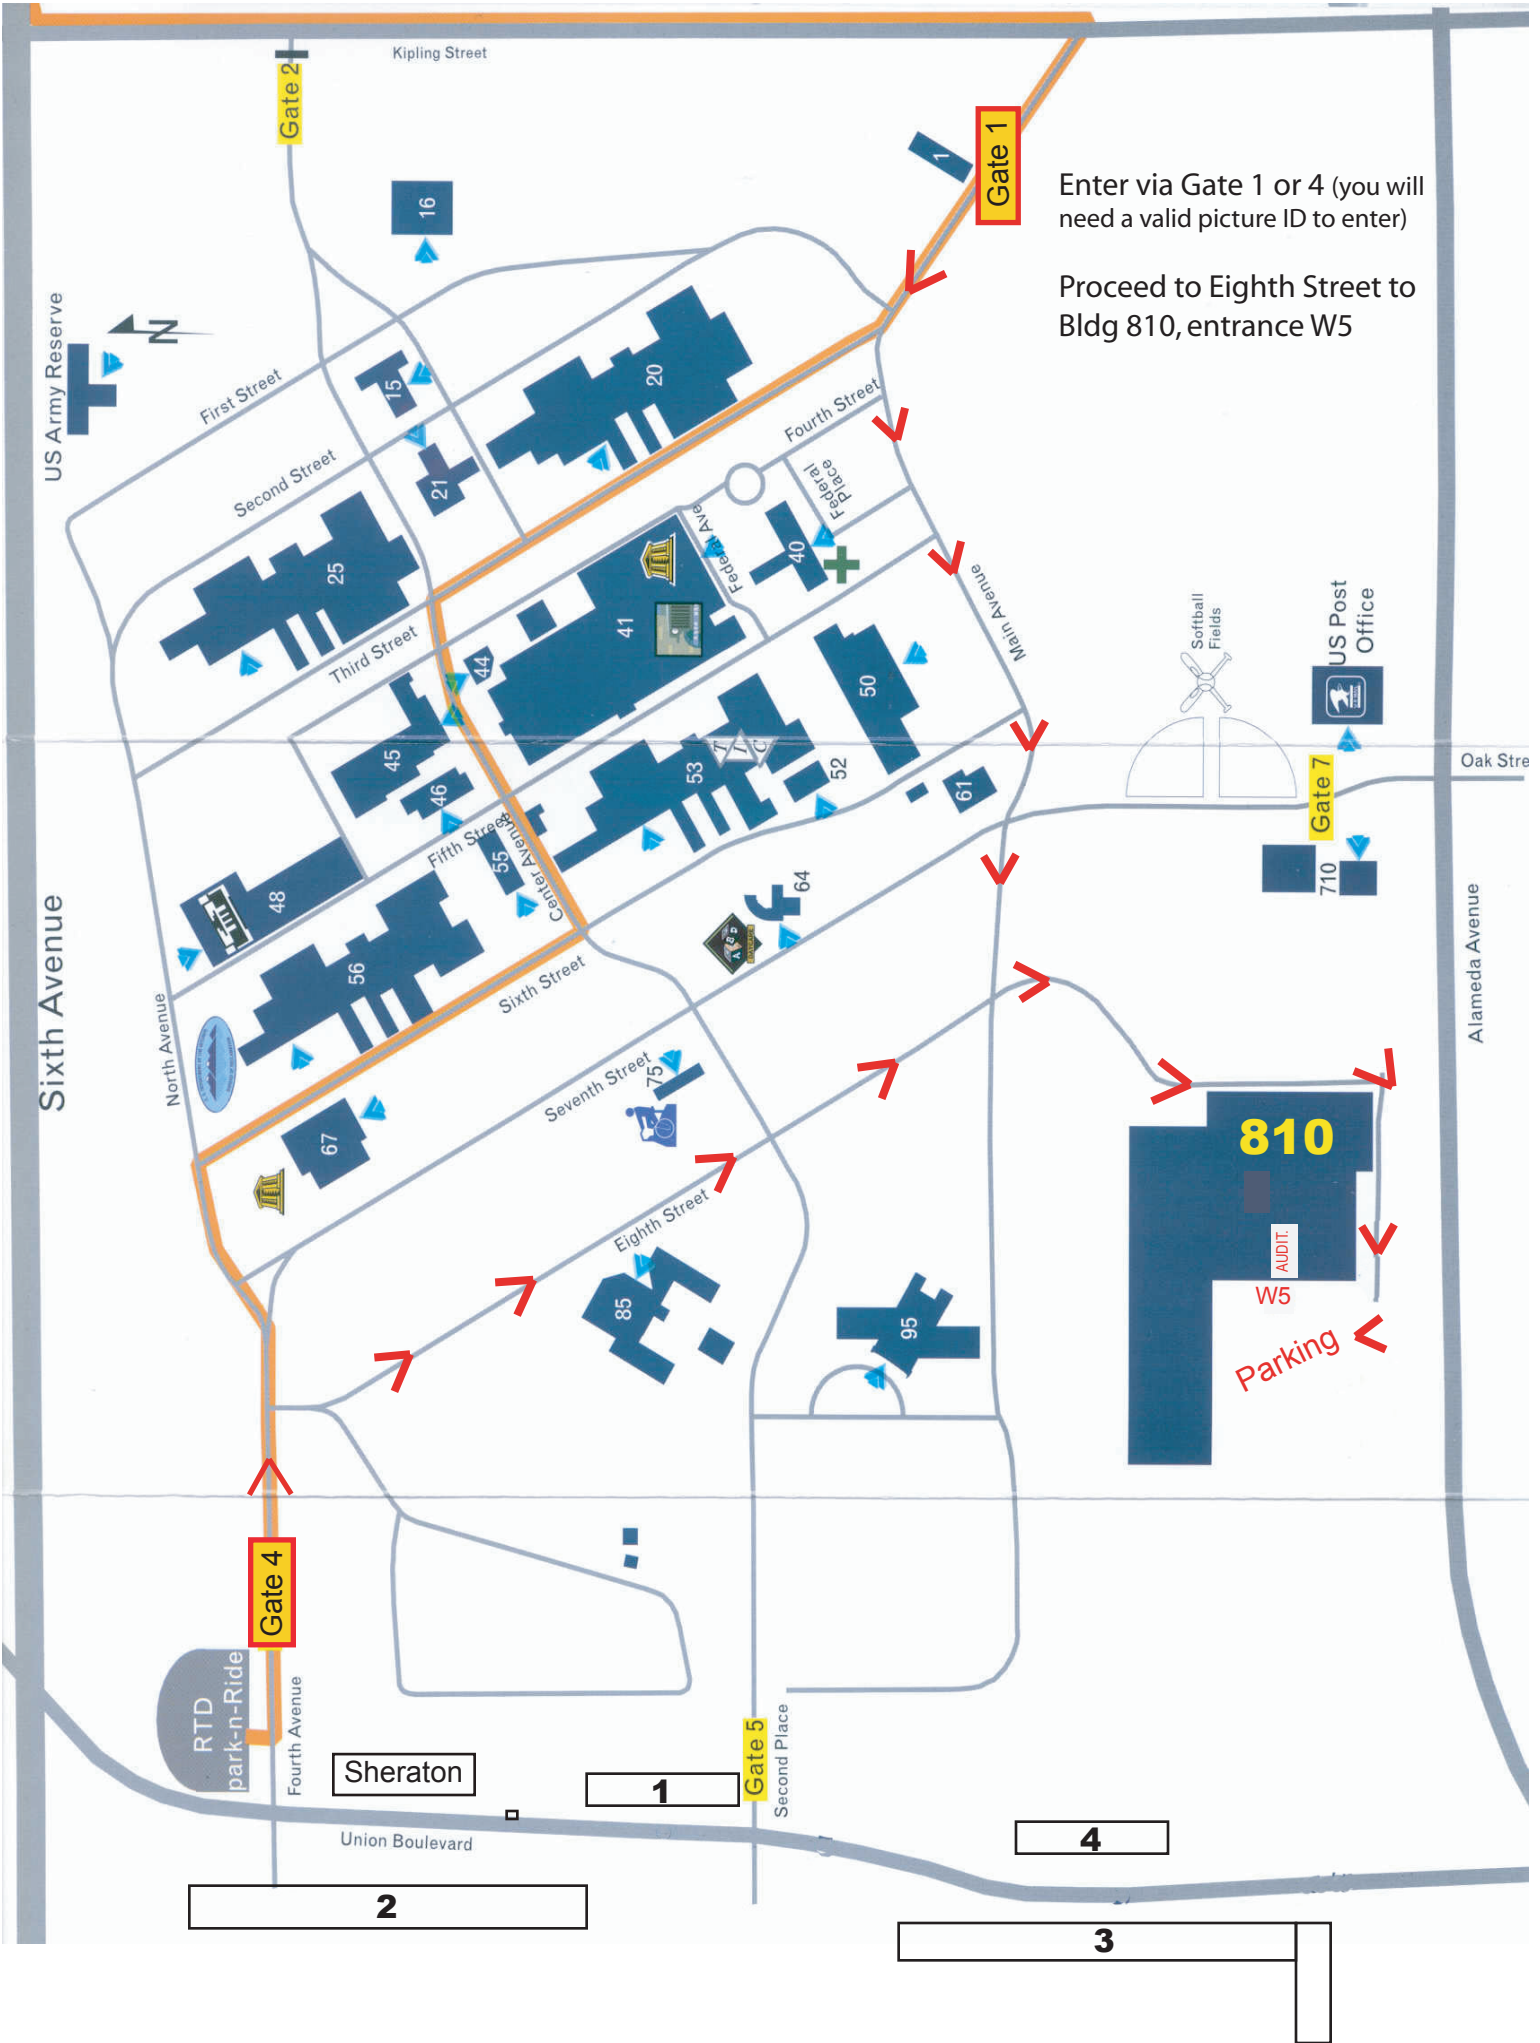 Kipling Street
Gate 2
Gate 1
1
16
Enter via Gate 1 or 4 (you will
need a valid picture ID to enter)
Proceed to Eighth Street to
Bldg 810, entrance W5
US Army Reserve
N
First Street
15
20
Fourth Street
Second Street
21
Federal
Place
25
Federal Ave
40
41
Main Avenue
Softball
Fields
US Post
Office
Third Street
44
50
45
46
53
T
I
C
52
61
Oak Stre
Gate 7
Fifth Street
55
Center Avenue
48
64
710
Sixth Avenue
56
Sixth Street
Alameda Avenue
North Avenue
Seventh Street
75
67
810
Eighth Street
AUDIT.
W5
85
95
Parking
Gate 4
RTD
park-n-Ride
Fourth Avenue
Sheraton
1
Gate 5
Second Place
Union Boulevard
4
2
3